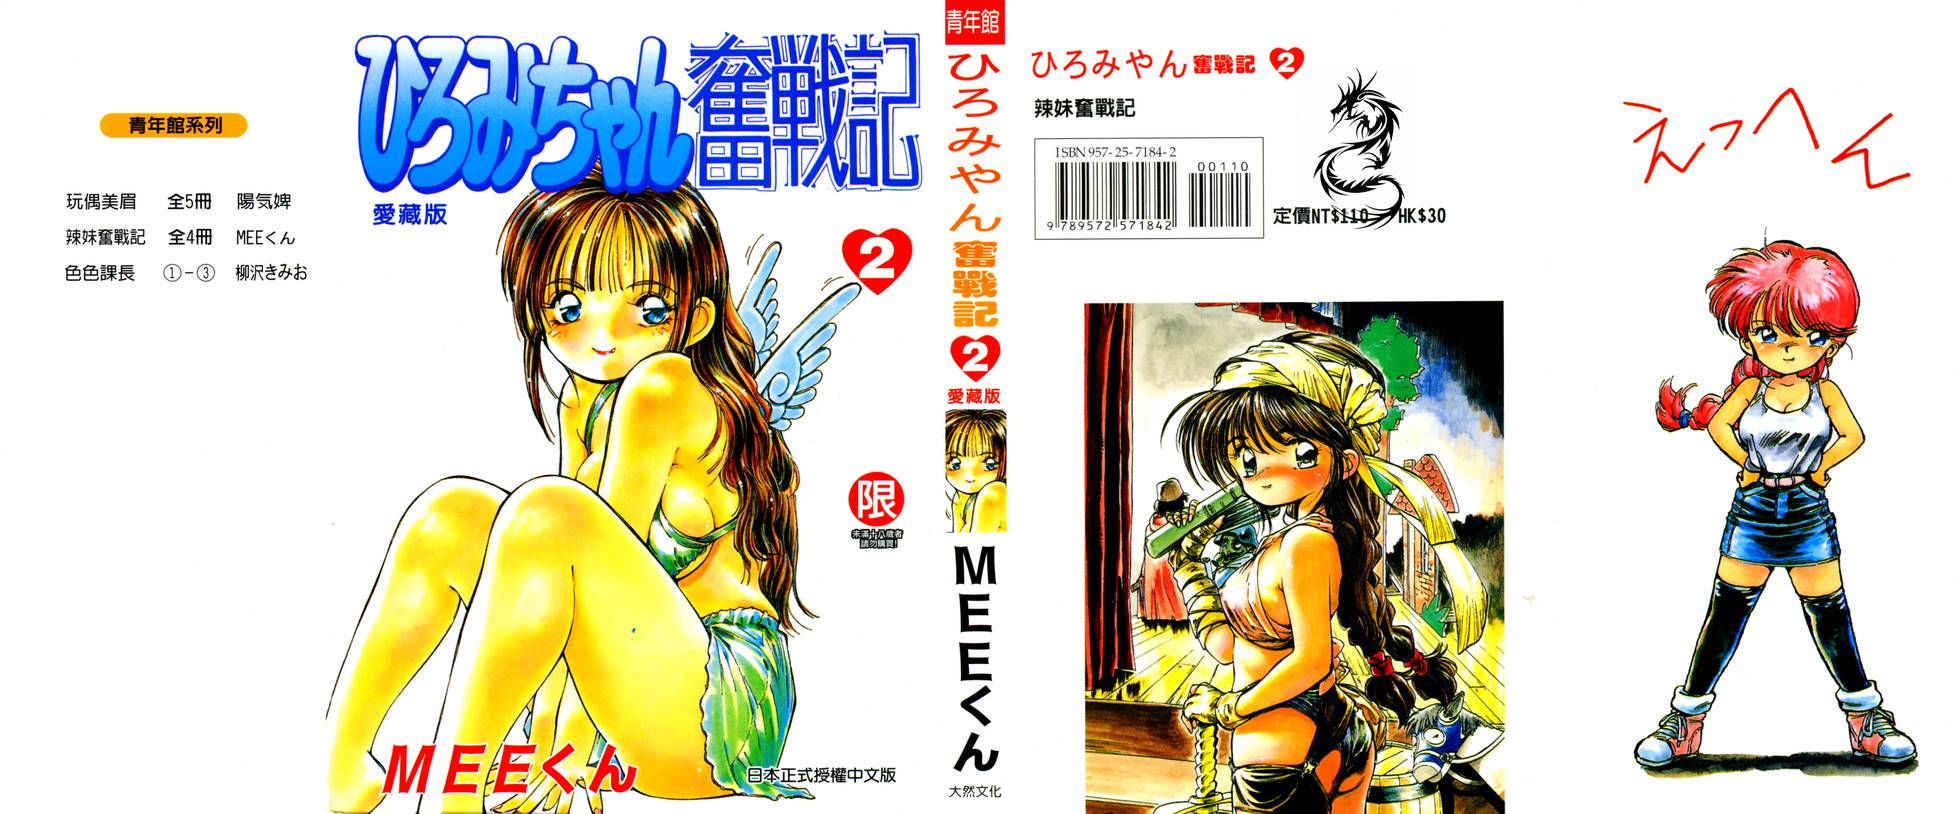 青年館系列
玩偶美眉 全5冊 陽気婢
辣妹奮戰記 全4冊 MEEくん
色色課長 ①-③ 柳沢きみお
ひろみちゃん奮戦記
愛藏版
2
限
未滿十八歲者
請勿購買!
MEEくん
日本正式授權中文版
青年館
ひろみやん奮戰記
2
愛藏版
MEEくん
大然文化
ひろみやん奮戰記 2
辣妹奮戰記
ISBN 957-25-7184-2
00110
9 789572 571842
定價NT$110 HK$30
えっへん